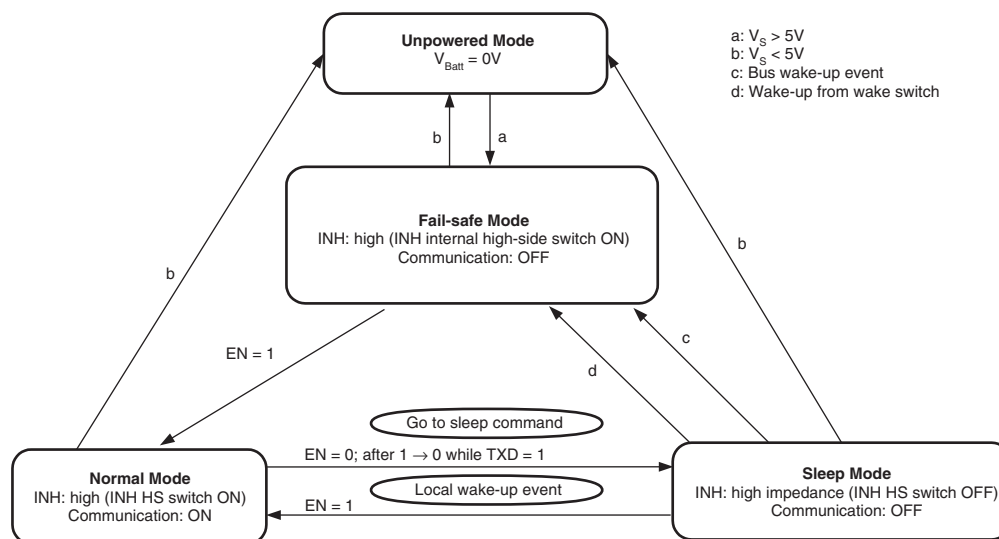 Unpowered Mode
V_Batt = 0V
a: V_S > 5V
b: V_S < 5V
c: Bus wake-up event
d: Wake-up from wake switch
b
a
Fail-safe Mode
INH: high (INH internal high-side switch ON)
Communication: OFF
b
b
EN = 1
d
c
Go to sleep command
EN = 0; after 1 → 0 while TXD = 1
Local wake-up event
EN = 1
Normal Mode
INH: high (INH HS switch ON)
Communication: ON
Sleep Mode
INH: high impedance (INH HS switch OFF)
Communication: OFF